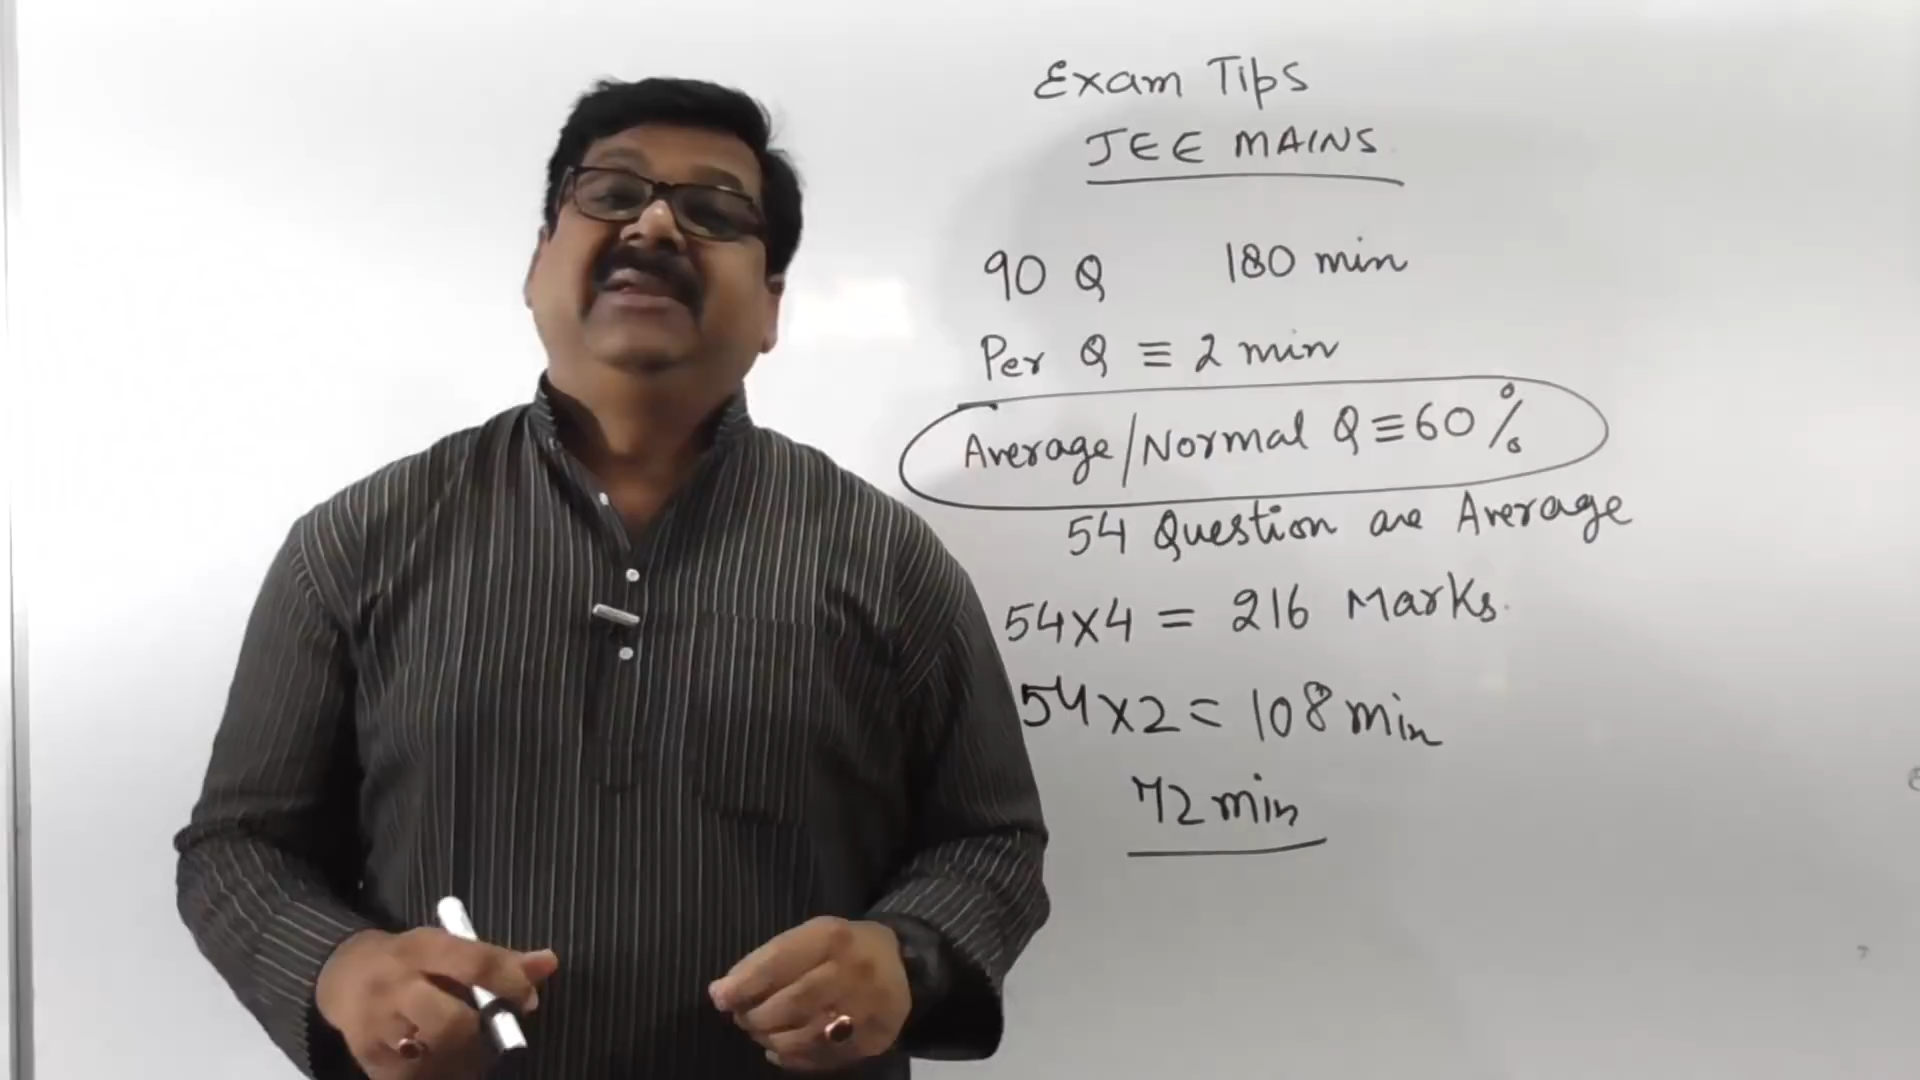 Exam Tips
JEE MAINS
90 Q 180 min
Per Q ≡ 2 min
Average/Normal Q ≡ 60%
54 Question are Average
54x4 = 216 Marks.
54x2 = 108 min
72 min